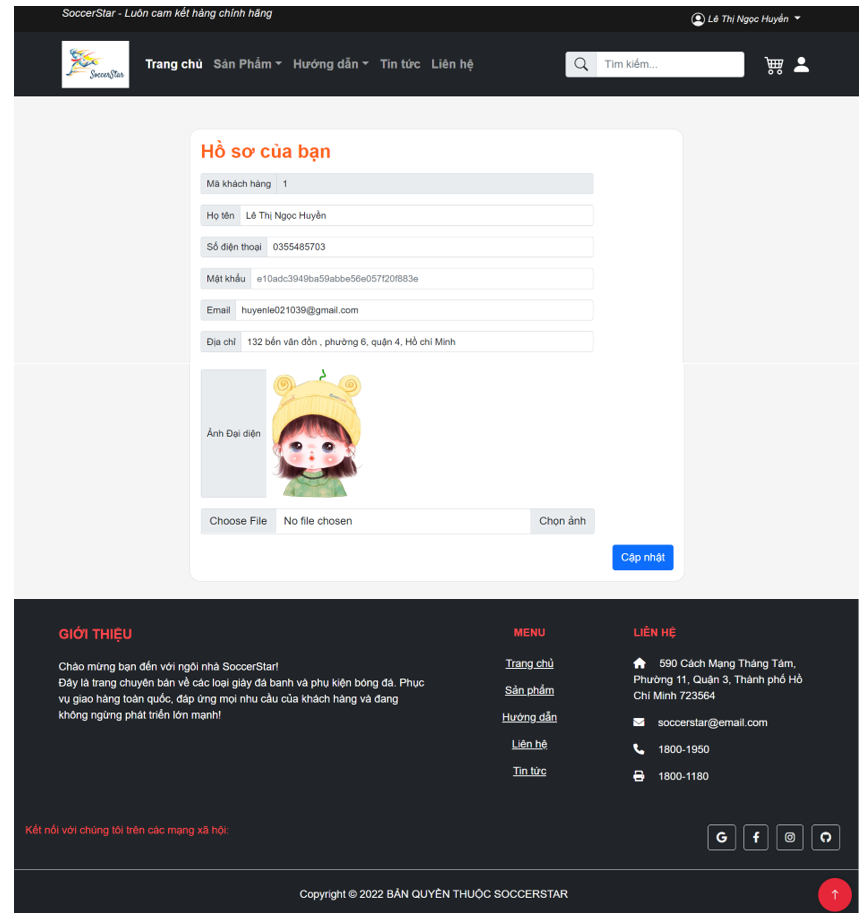 SoccerStar - Luôn cam kết hàng chính hãng
Lê Thị Ngọc Huyền
SoccerStar
Trang chủ Sản Phẩm Hướng dẫn Tin tức Liên hệ
Tìm kiếm...
Hồ sơ của bạn
Mã khách hàng 1
Họ tên Lê Thị Ngọc Huyền
Số điện thoại 0355485703
Mật khẩu e10adc3949ba59abbe56e057f20f883e
Email huyenle021039@gmail.com
Địa chỉ 132 bến vân đồn , phường 6, quận 4, Hồ chí Minh
Ảnh Đại diện
Choose File No file chosen Chọn ảnh
Cập nhật
GIỚI THIỆU
Chào mừng bạn đến với ngôi nhà SoccerStar!
Đây là trang chuyên bán về các loại giày đá banh và phụ kiện bóng đá. Phục
vụ giao hàng toàn quốc, đáp ứng mọi nhu cầu của khách hàng và đang
không ngừng phát triển lớn mạnh!
MENU
Trang chủ
Sản phẩm
Hướng dẫn
Liên hệ
Tin tức
LIÊN HỆ
590 Cách Mạng Tháng Tám,
Phường 11, Quận 3, Thành phố Hồ
Chí Minh 723564
soccerstar@email.com
1800-1950
1800-1180
Kết nối với chúng tôi trên các mạng xã hội:
Copyright © 2022 BẢN QUYỀN THUỘC SOCCERSTAR